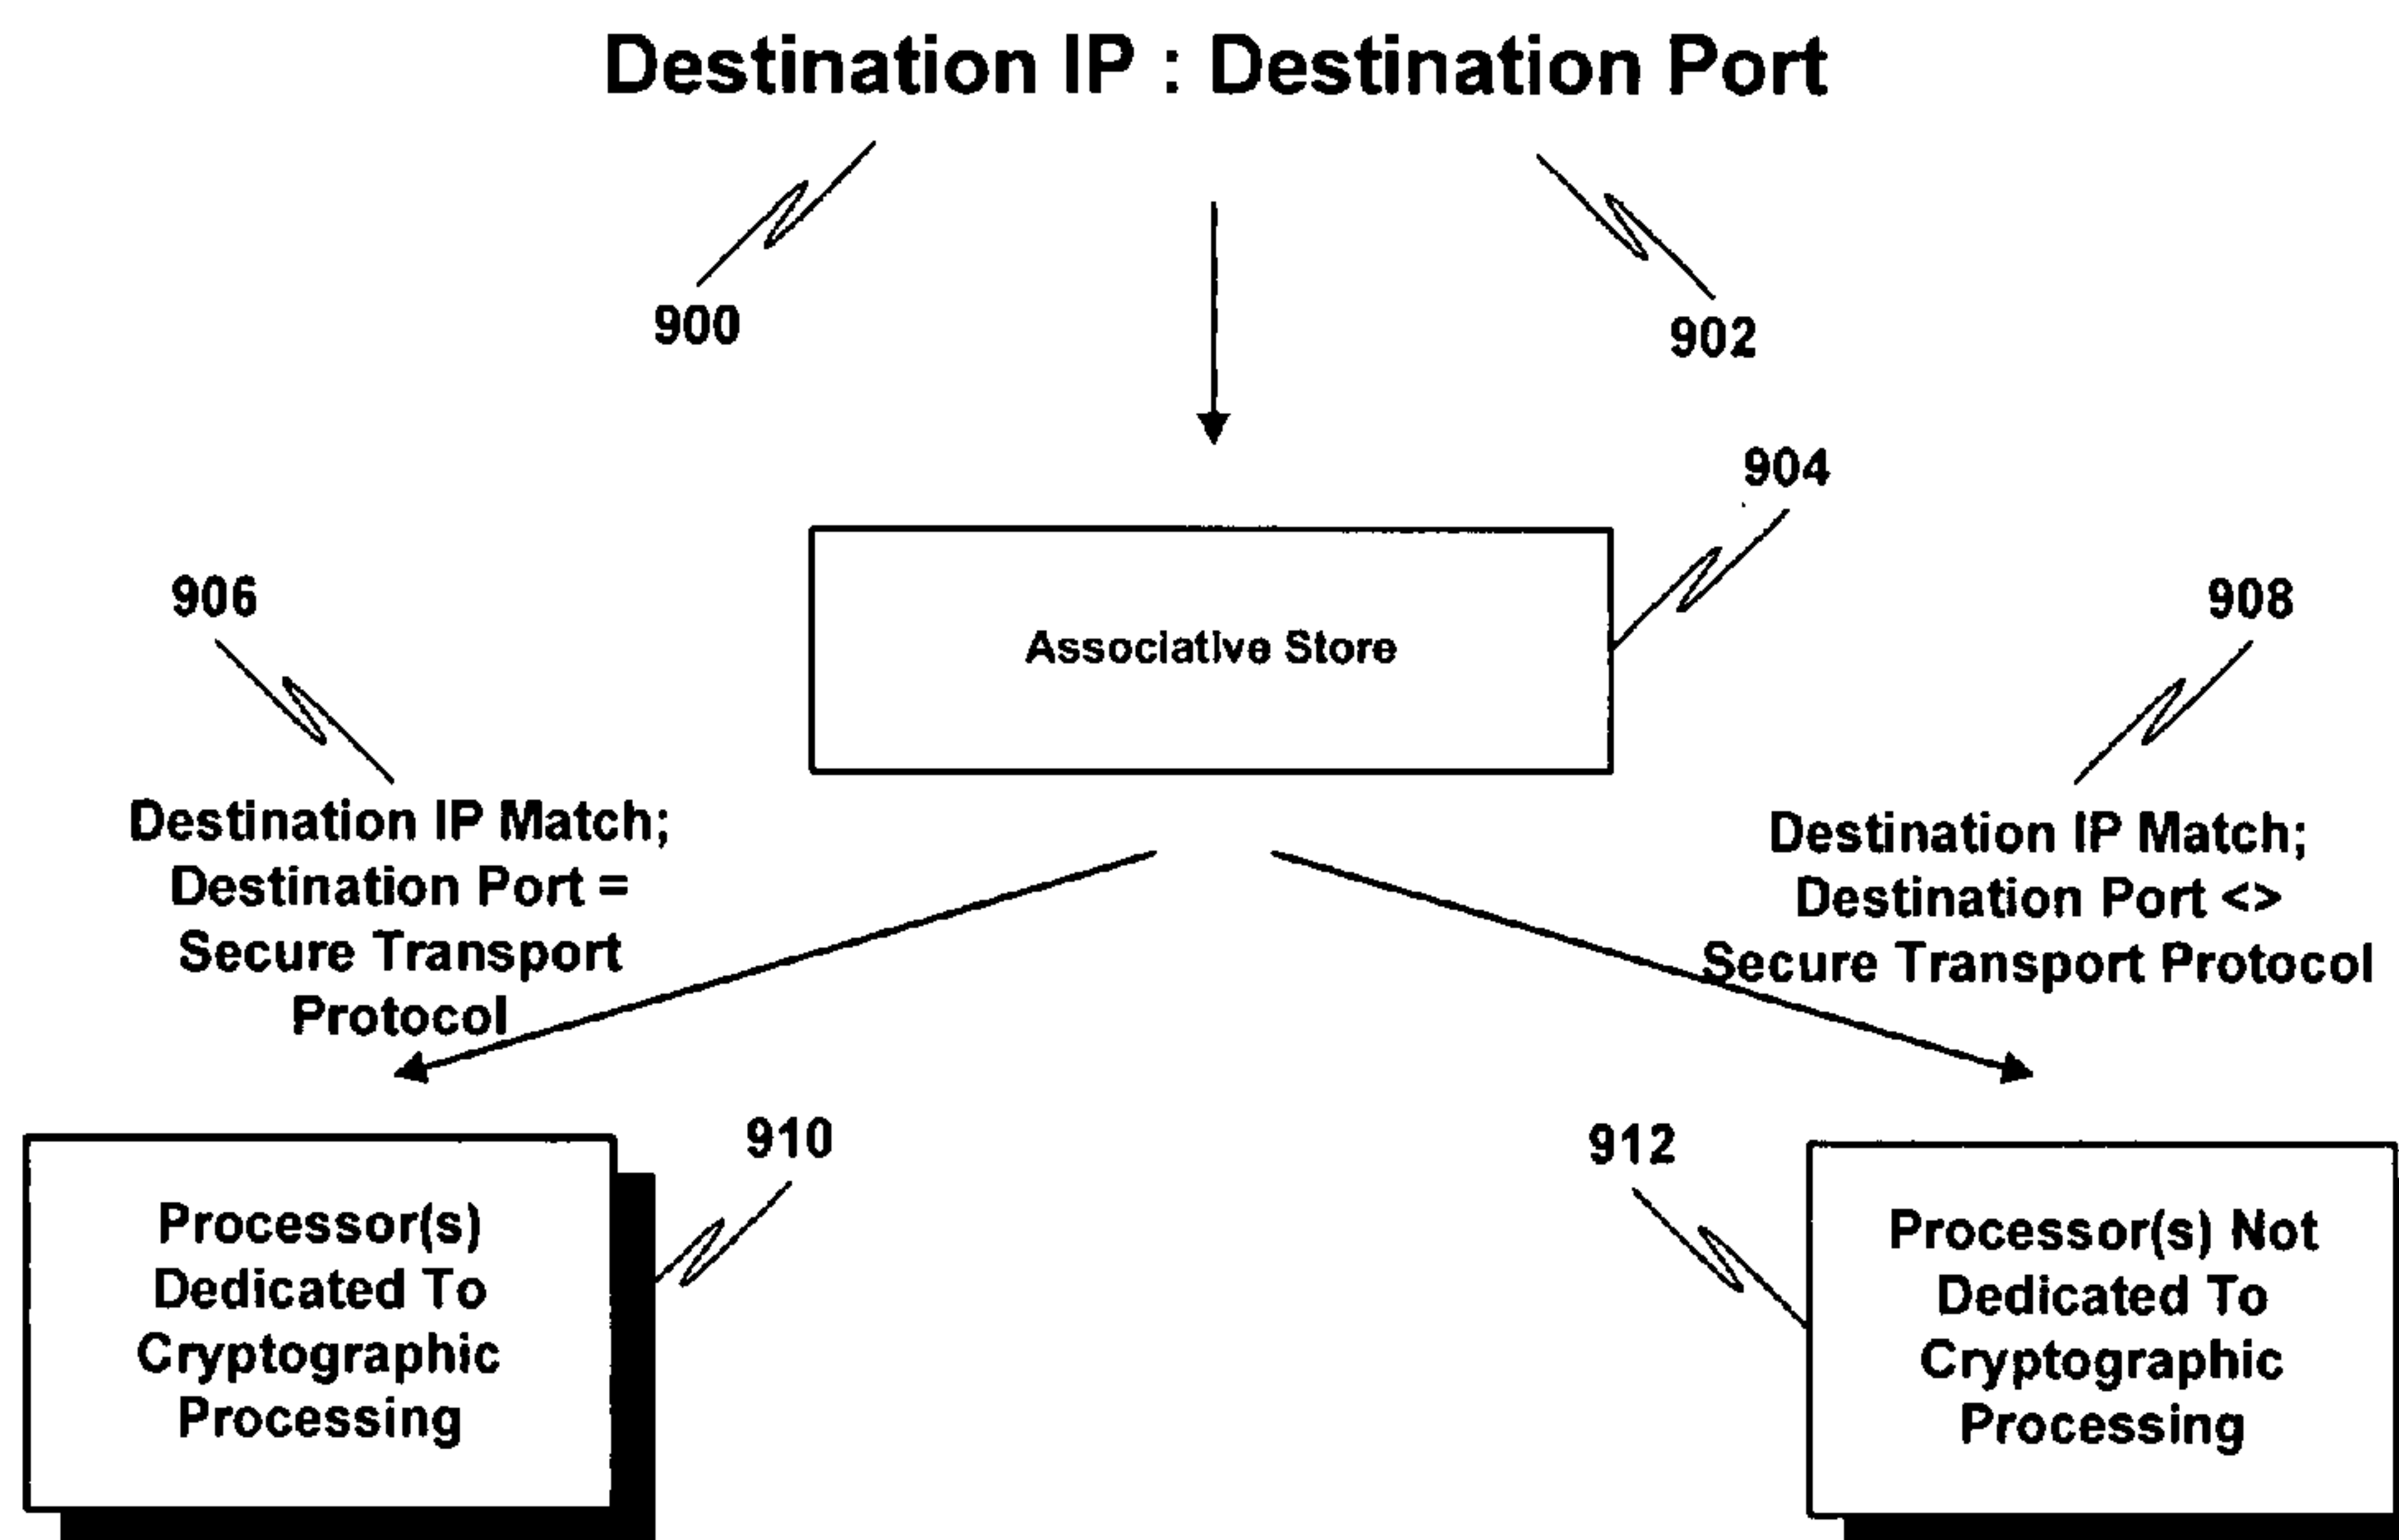 Destination IP : Destination Port
900
902
904
Associative Store
906
908
Destination IP Match;
Destination Port =
Secure Transport
Protocol
Destination IP Match;
Destination Port <>
Secure Transport Protocol
910
912
Processor(s)
Dedicated To
Cryptographic
Processing
Processor(s) Not
Dedicated To
Cryptographic
Processing